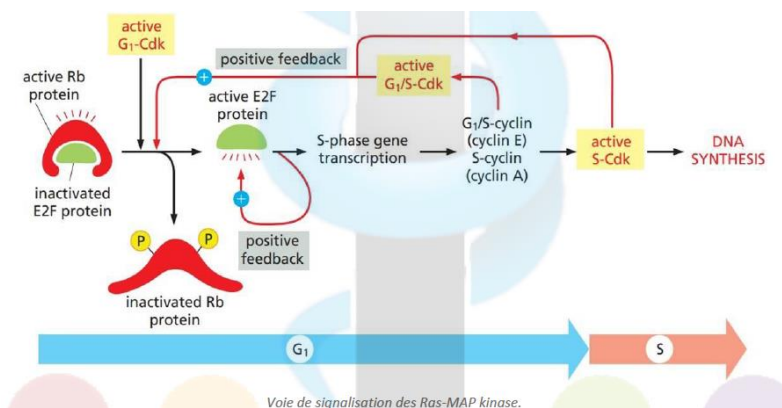 active
G₁-Cdk
positive feedback
active
G₁/S-Cdk
active Rb
protein
active E2F
protein
inactivated
E2F protein
S-phase gene
transcription
G₁/S-cyclin
(cyclin E)
S-cyclin
(cyclin A)
active
S-Cdk
DNA
SYNTHESIS
positive
feedback
P
P
inactivated Rb
protein
G₁
S
Voie de signalisation des Ras-MAP kinase.